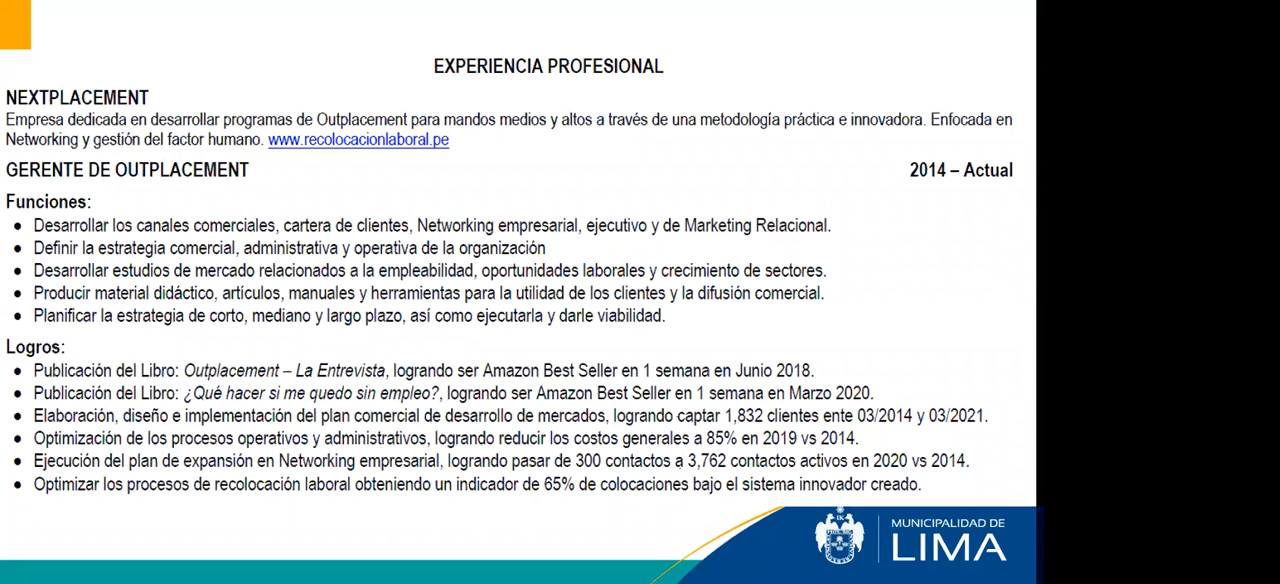 EXPERIENCIA PROFESIONAL
NEXTPLACEMENT
Empresa dedicada en desarrollar programas de Outplacement para mandos medios y altos a través de una metodología práctica e innovadora. Enfocada en
Networking y gestión del factor humano. www.recolocacionlaboral.pe
GERENTE DE OUTPLACEMENT 2014 – Actual
Funciones:
• Desarrollar los canales comerciales, cartera de clientes, Networking empresarial, ejecutivo y de Marketing Relacional.
• Definir la estrategia comercial, administrativa y operativa de la organización
• Desarrollar estudios de mercado relacionados a la empleabilidad, oportunidades laborales y crecimiento de sectores.
• Producir material didáctico, artículos, manuales y herramientas para la utilidad de los clientes y la difusión comercial.
• Planificar la estrategia de corto, mediano y largo plazo, así como ejecutarla y darle viabilidad.
Logros:
• Publicación del Libro: Outplacement – La Entrevista, logrando ser Amazon Best Seller en 1 semana en Junio 2018.
• Publicación del Libro: ¿Qué hacer si me quedo sin empleo?, logrando ser Amazon Best Seller en 1 semana en Marzo 2020.
• Elaboración, diseño e implementación del plan comercial de desarrollo de mercados, logrando captar 1,832 clientes ente 03/2014 y 03/2021.
• Optimización de los procesos operativos y administrativos, logrando reducir los costos generales a 85% en 2019 vs 2014.
• Ejecución del plan de expansión en Networking empresarial, logrando pasar de 300 contactos a 3,762 contactos activos en 2020 vs 2014.
• Optimizar los procesos de recolocación laboral obteniendo un indicador de 65% de colocaciones bajo el sistema innovador creado.
MUNICIPALIDAD DE
LIMA